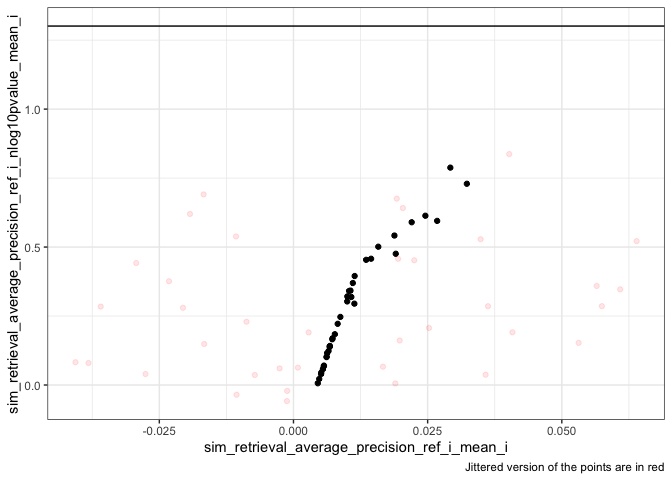 sim_retrieval_average_precision_ref_i_nlog10pvalue_mean_i
1.0
0.5
0.0
-0.025
0.000
0.025
0.050
sim_retrieval_average_precision_ref_i_mean_i
Jittered version of the points are in red